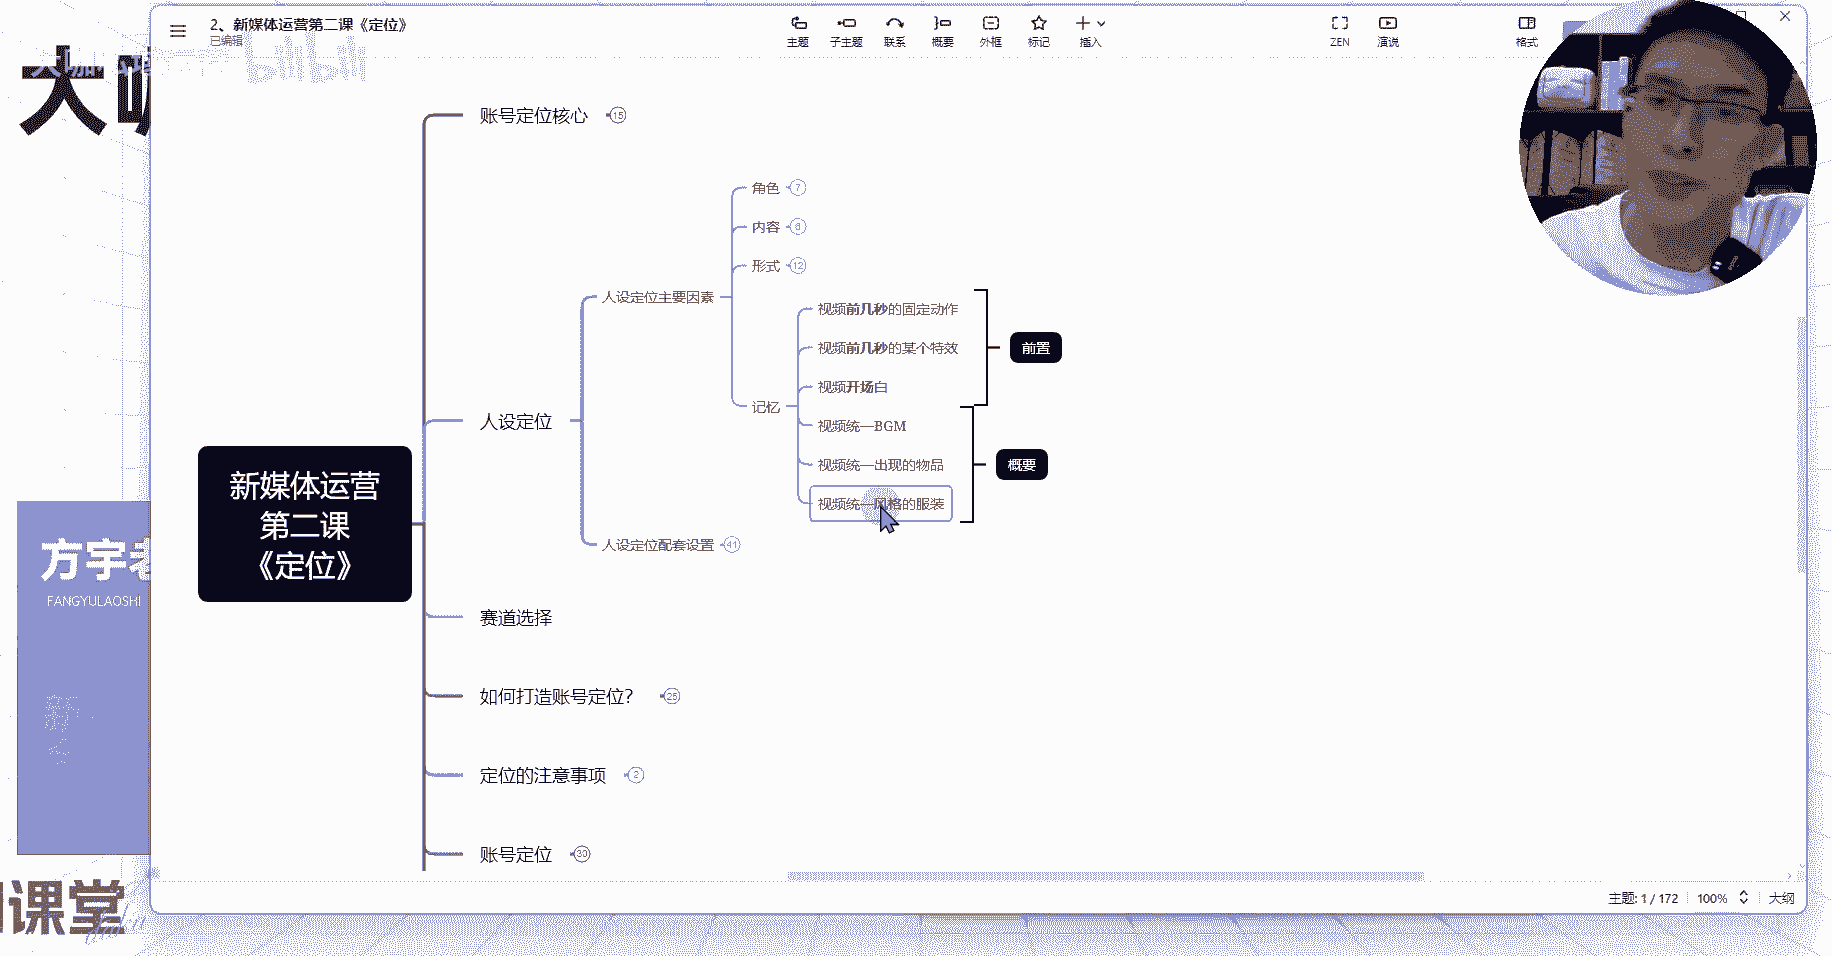 2、新媒体运营第二课《定位》
已编辑
主题
子主题
联系
概要
外框
标记
插入
ZEN
演说
格式
大咖
bilibili
账号定位核心
15
角色
7
内容
形式
12
人设定位主要因素
视频前几秒的固定动作
视频前几秒的某个特效
前置
视频开场白
记忆
视频统一BGM
人设定位
视频统一出现的物品
概要
新媒体运营
第二课
《定位》
视频统一风格的服装
人设定位配套设置
41
方宇老
FANGYULAOSHI
赛道选择
如何打造账号定位?
25
定位的注意事项
2
账号定位
30
课堂
主题: 1 / 172
100%
大纲